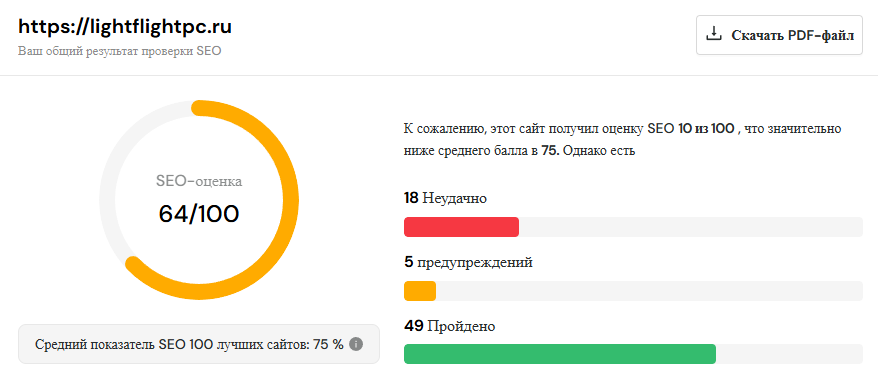 https://lightflightpc.ru
Ваш общий результат проверки SEO
Скачать PDF-файл
SEO-оценка
64/100
Средний показатель SEO 100 лучших сайтов: 75 %
К сожалению, этот сайт получил оценку SEO 10 из 100 , что значительно
ниже среднего балла в 75. Однако есть
18 Неудачно
5 предупреждений
49 Пройдено